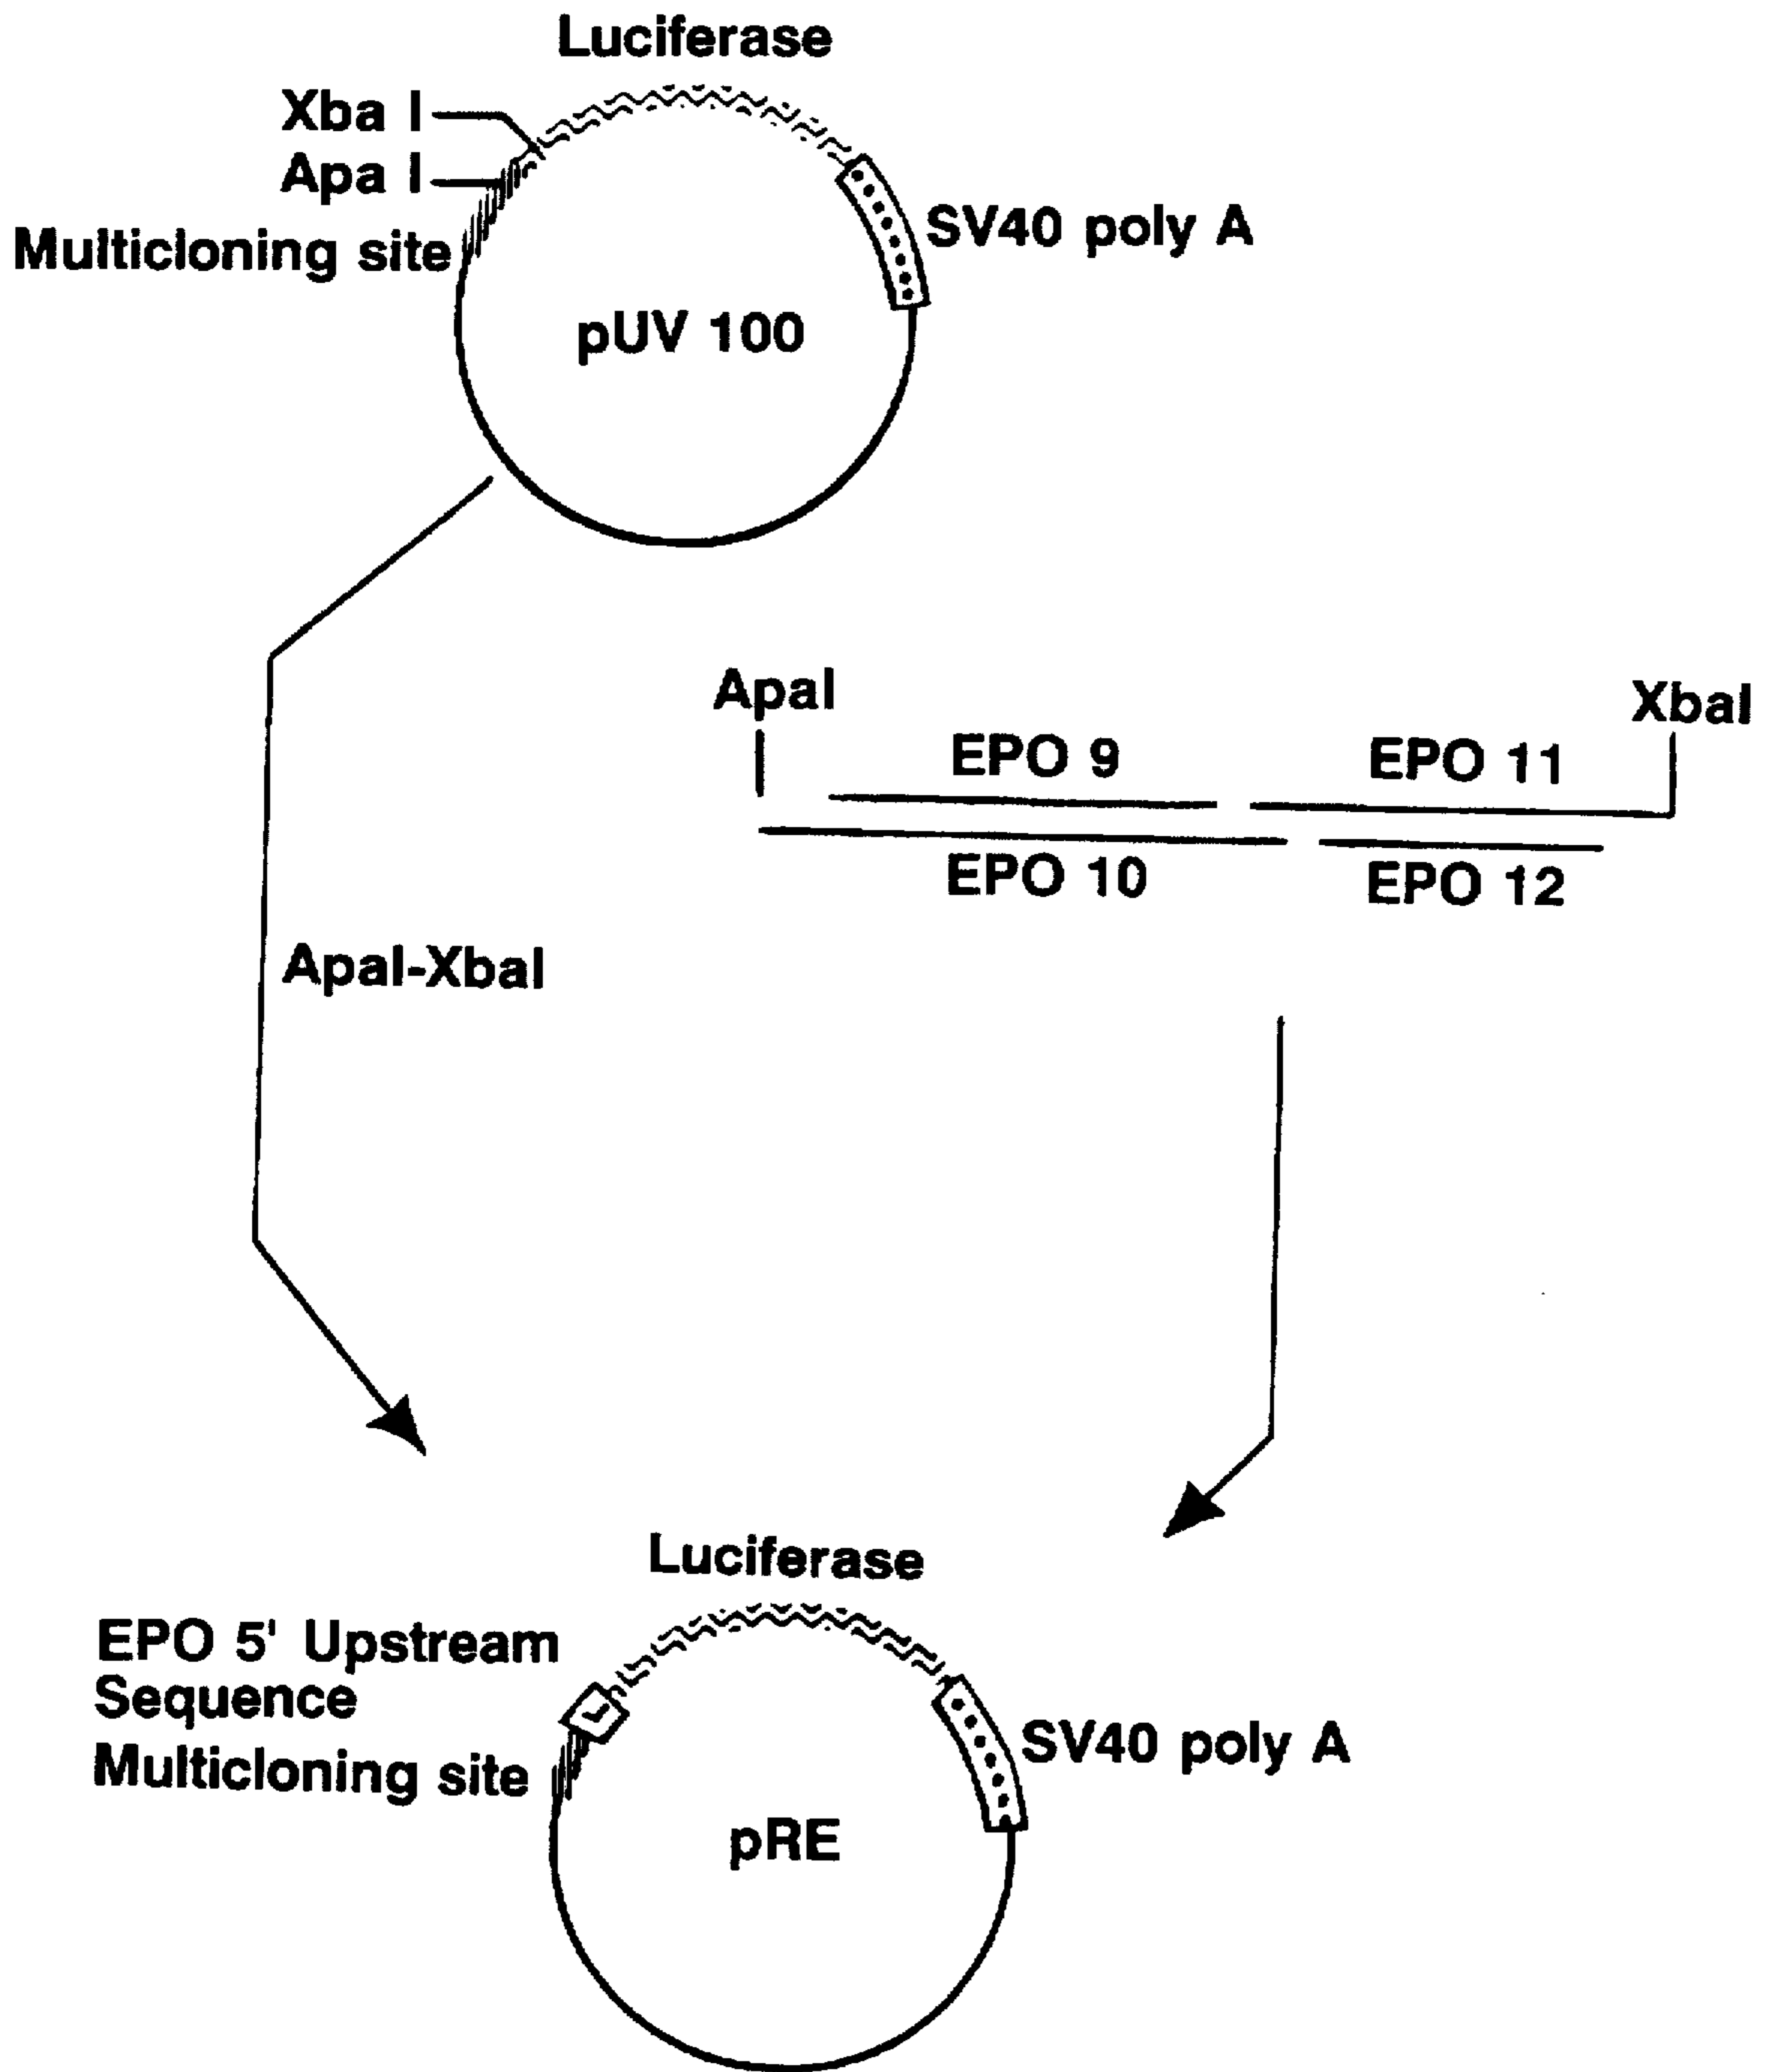 Luciferase
Xba I
Apa I
Multicloning site
SV40 poly A
pUV 100
ApaI
XbaI
EPO 9
EPO 11
EPO 10
EPO 12
ApaI-XbaI
Luciferase
EPO 5' Upstream
Sequence
Multicloning site
SV40 poly A
pRE